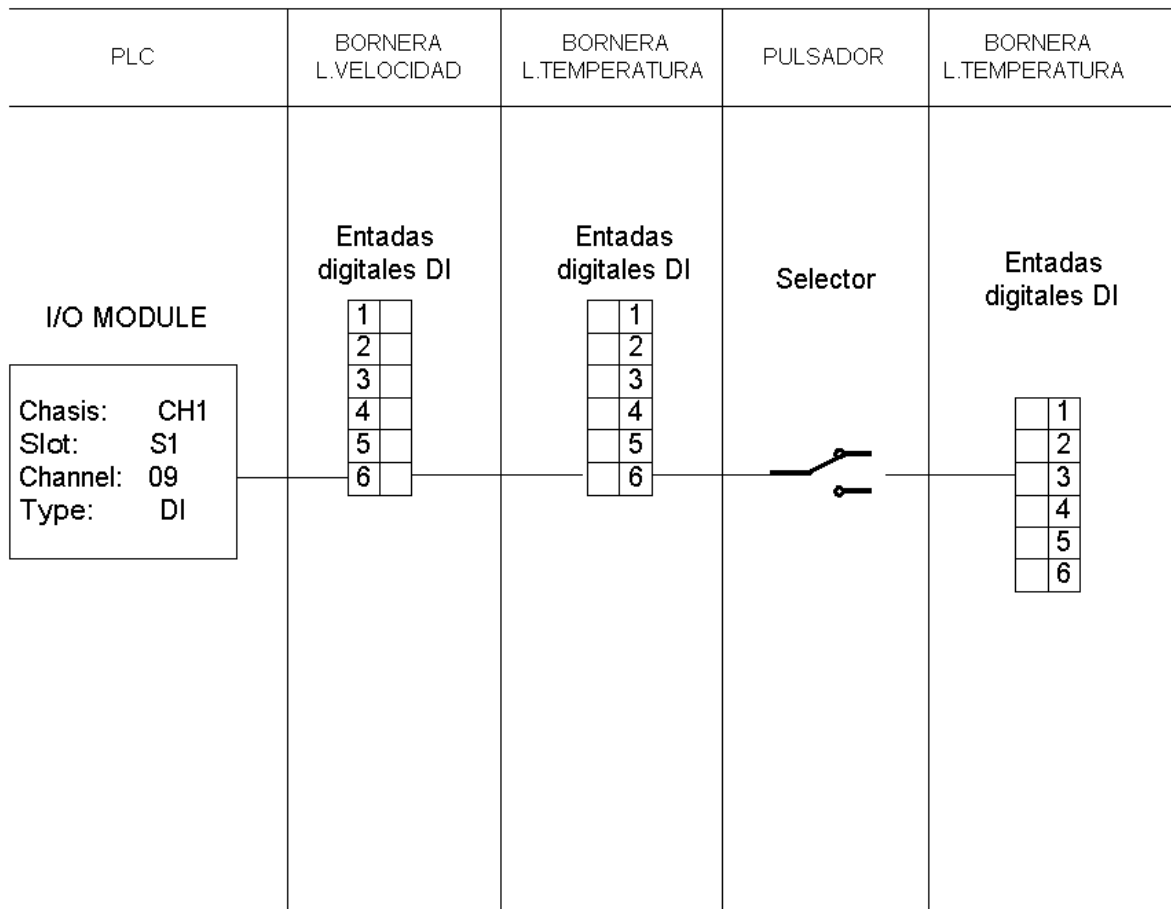 PLC
BORNERA
L.VELOCIDAD
BORNERA
L.TEMPERATURA
PULSADOR
BORNERA
L.TEMPERATURA
I/O MODULE
Chasis: CH1
Slot: S1
Channel: 09
Type: DI
Entadas
digitales DI
1
2
3
4
5
6
Entadas
digitales DI
1
2
3
4
5
6
Selector
Entadas
digitales DI
1
2
3
4
5
6